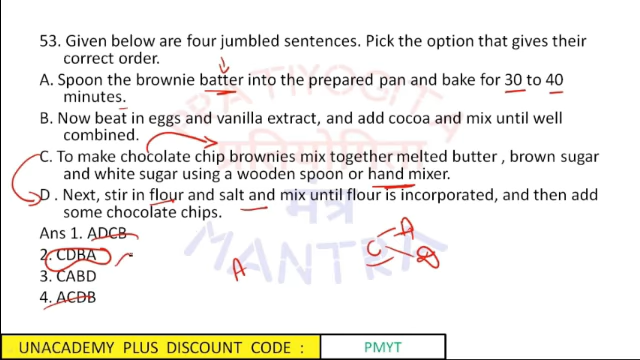 53. Given below are four jumbled sentences. Pick the option that gives their
correct order.
A. Spoon the brownie batter into the prepared pan and bake for 30 to 40
minutes.
B. Now beat in eggs and vanilla extract, and add cocoa and mix until well
combined.
C. To make chocolate chip brownies mix together melted butter , brown sugar
and white sugar using a wooden spoon or hand mixer.
D . Next, stir in flour and salt and mix until flour is incorporated, and then add
some chocolate chips.
Ans 1. ADCB
2. CDBA
3. CABD
4. ACDB
C A
D
A
PRATIYOGITA
प्रतियोगिता
मंत्र
MANTRA
UNACADEMY PLUS DISCOUNT CODE : PMYT